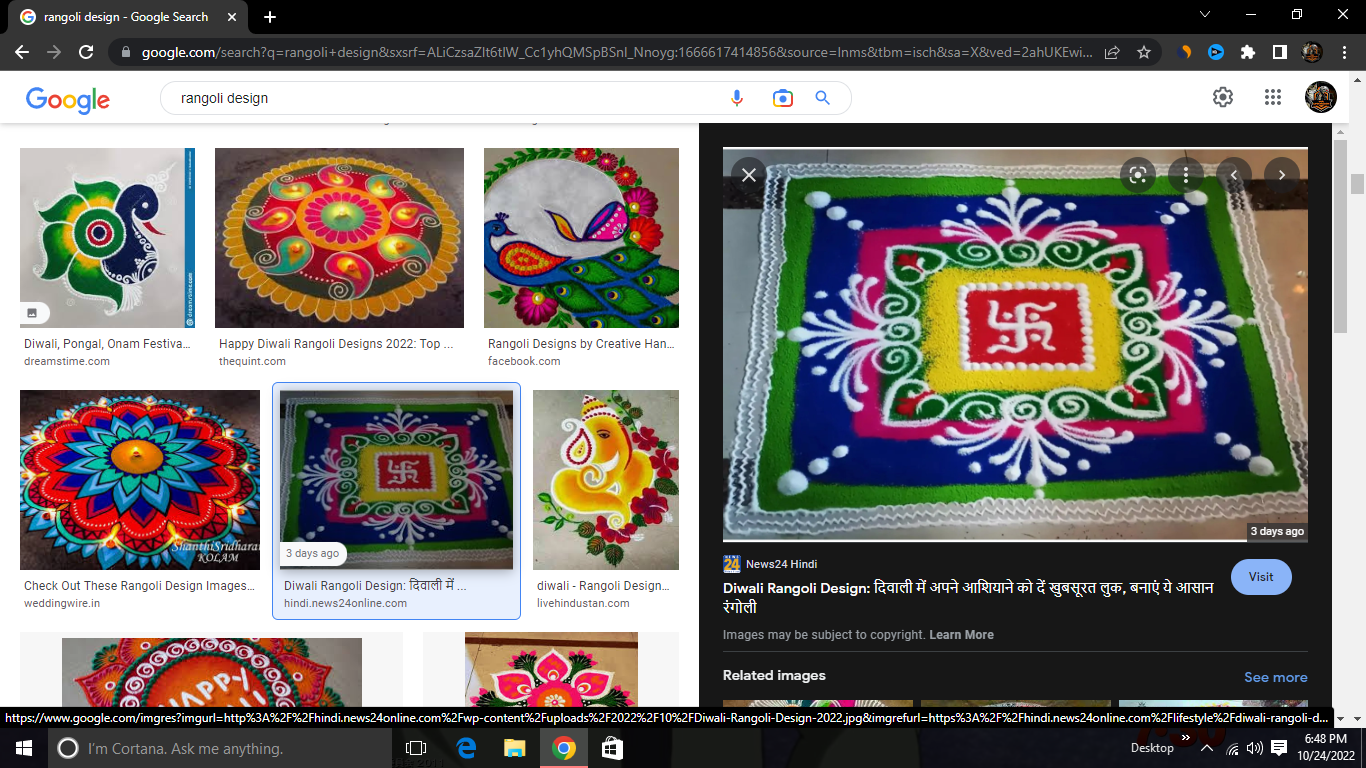 rangoli design - Google Search
google.com/search?q=rangoli+design&sxsrf=ALiCzsaZIt6tIW_Cc1yhQMSpBSnI_Nnoyg:1666617414856&source=lnms&tbm=isch&sa=X&ved=2ahUKEwi...
Google
rangoli design
Diwali, Pongal, Onam Festiva...
dreamstime.com
Happy Diwali Rangoli Designs 2022: Top ...
thequint.com
Rangoli Designs by Creative Han...
facebook.com
ShanthiSridharan
KOLAM
Check Out These Rangoli Design Images...
weddingwire.in
3 days ago
Diwali Rangoli Design: दिवाली में ...
hindi.news24online.com
diwali - Rangoli Design...
livehindustan.com
HAPPY
3 days ago
News24 Hindi
Diwali Rangoli Design: दिवाली में अपने आशियाने को दें खुबसूरत लुक, बनाएं ये आसान
रंगोली
Visit
Images may be subject to copyright. Learn More
Related images
See more
https://www.google.com/imgres?imgurl=http%3A%2F%2Fhindi.news24online.com%2Fwp-content%2Fuploads%2F2022%2F10%2FDiwali-Rangoli-Design-2022.jpg&imgrefurl=https%3A%2F%2Fhindi.news24online.com%2Flifestyle%2Fdiwali-rangoli-d...
I'm Cortana. Ask me anything.
Desktop
6:48 PM
10/24/2022